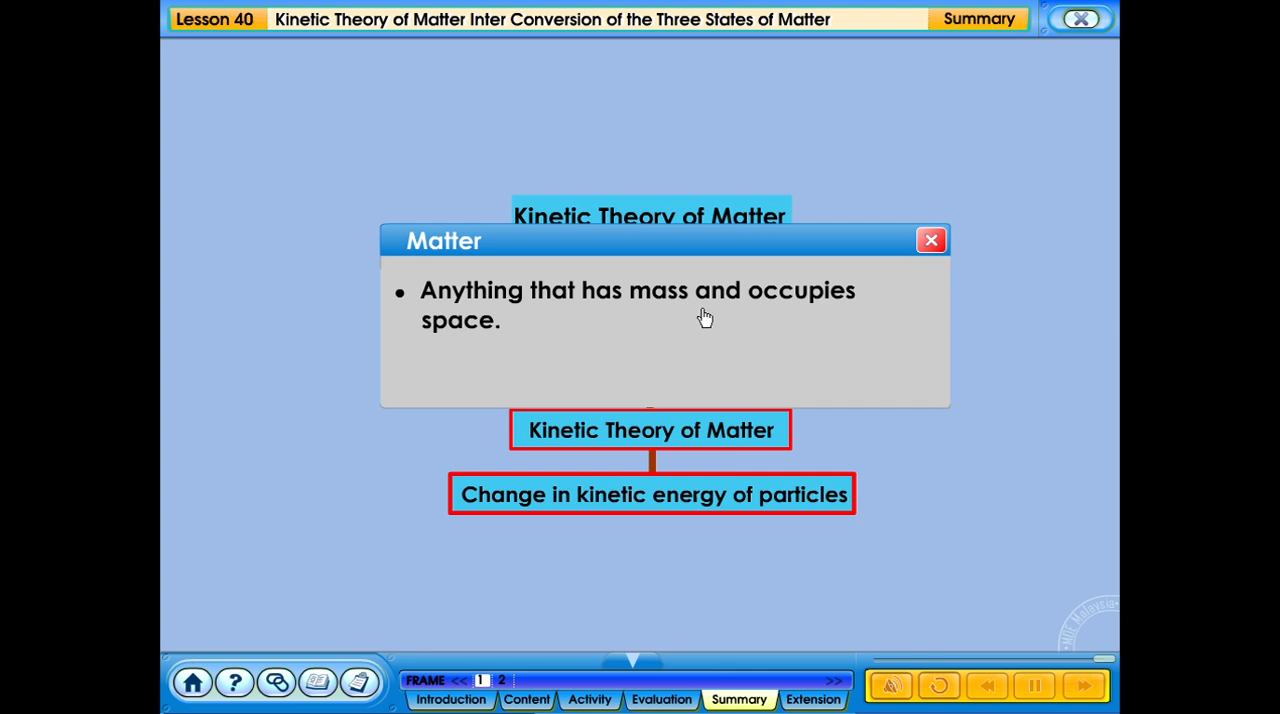 Lesson 40 Kinetic Theory of Matter Inter Conversion of the Three States of Matter Summary
Kinetic Theory of Matter
Matter
• Anything that has mass and occupies
space.
Kinetic Theory of Matter
Change in kinetic energy of particles
MOE Malaysia
FRAME << 1 2 >>
Introduction Content Activity Evaluation Summary Extension